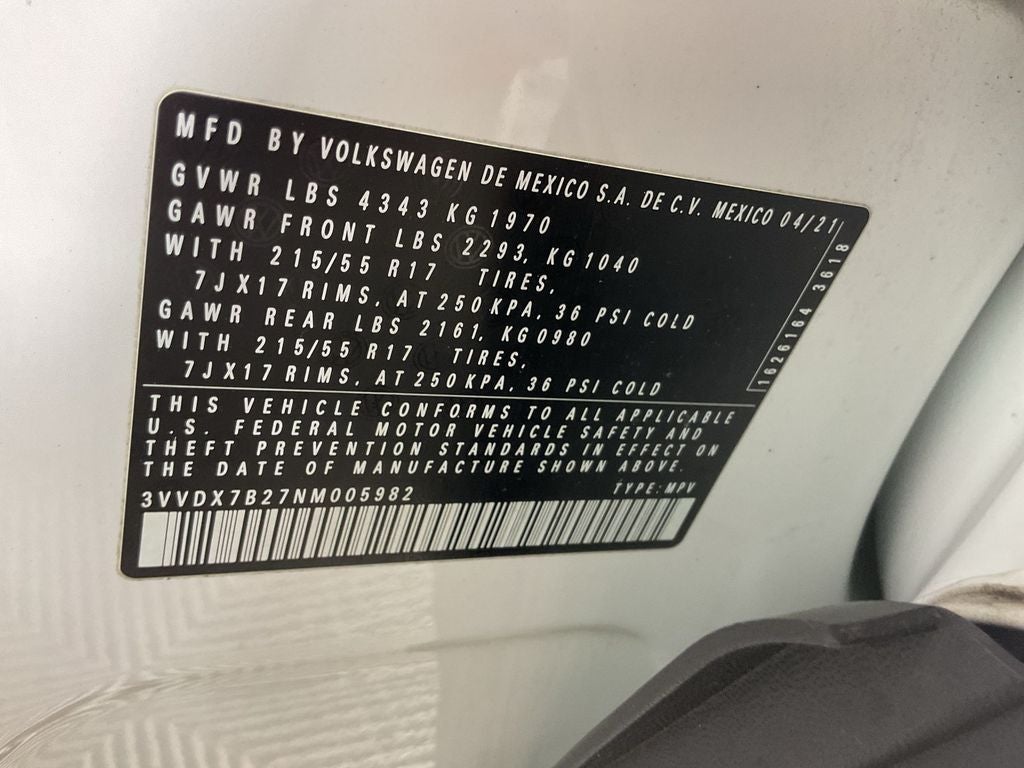 MFD BY VOLKSWAGEN DE MEXICO S.A. DE C.V. MEXICO 04/21
GVWR LBS 4343 KG 1970
GAWR FRONT LBS 2293, KG 1040
WITH 215/55 R17 TIRES,
7JX17 RIMS, AT 250 KPA, 36 PSI COLD
GAWR REAR LBS 2161, KG 0980
WITH 215/55 R17 TIRES,
7JX17 RIMS, AT 250 KPA, 36 PSI COLD
1626164 3618
THIS VEHICLE CONFORMS TO ALL APPLICABLE
U.S. FEDERAL MOTOR VEHICLE SAFETY AND
THEFT PREVENTION STANDARDS IN EFFECT ON
THE DATE OF MANUFACTURE SHOWN ABOVE.
3VVDX7B27NM005982 TYPE: MPV